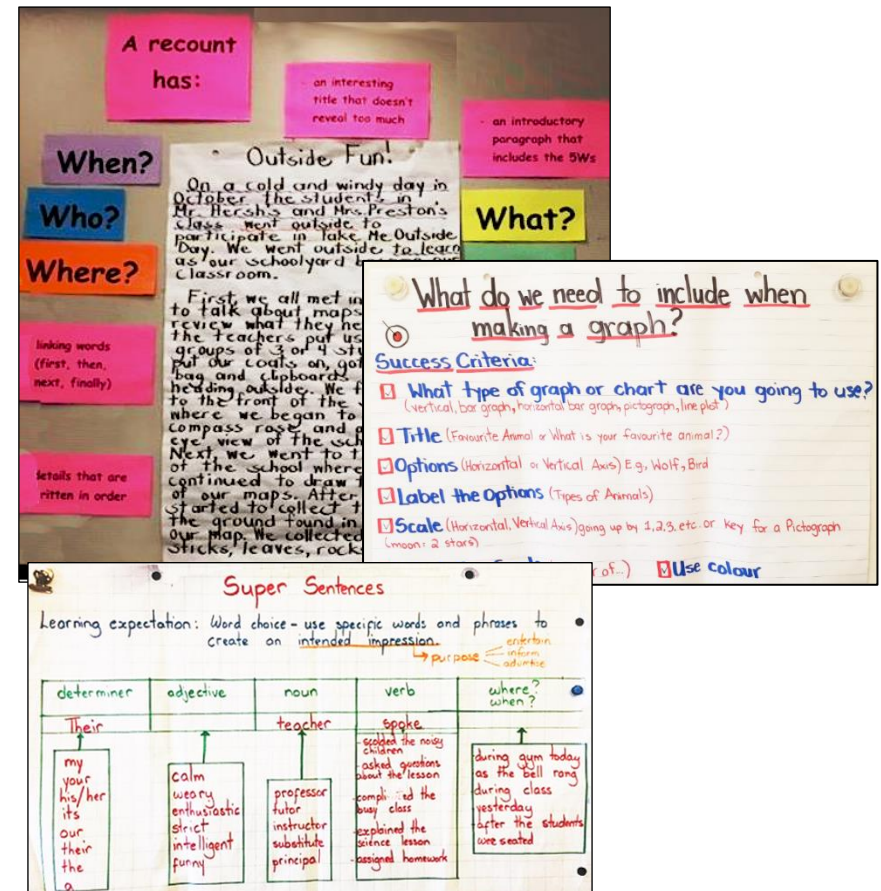 A recount
has:
- an interesting
title that doesn't
reveal too much
- an introductory
paragraph that
includes the 5Ws
When?
Who?
Where?
What?
linking words
(first, then,
next, finally)
details that are
written in order
Outside Fun!
On a cold and windy day in
October the students in
Mr. Hersh's and Mrs. Preston's
class went outside to
participate in Take Me Outside
Day. We went outside to learn
as our schoolyard
classroom.
First, we all met in
to talk about maps
review what they
the teachers put us
groups of 3 or 4
put our coats on, got
bag and clipboards
heading outside. We
to the front of the
where we began to
compass rose and
eye view of the
Next, we went to
of the school where
continued to draw
of our maps. After
started to collect
the ground found in
our map. We collected
sticks, leaves, rocks
What do we need to include when
making a graph?
Success Criteria:
What type of graph or chart are you going to use?
(vertical, bar graph, horizontal bar graph, pictograph, line plot)
Title (Favourite Animal or What is your favourite animal?)
Options (Horizontal or Vertical Axis) E.g., Wolf, Bird
Label the Options (Types of Animals)
Scale (Horizontal, Vertical Axis) going up by 1,2,3, etc. or key for a Pictograph
(moon = 2 stars)
of...) Use colour
Super Sentences
Learning expectation: Word choice - use specific words and phrases to
create an intended impression.
purpose
entertain
inform
advertise
determiner adjective noun verb where?
when?
Their teacher spoke
my
your
his/her
its
our
their
the
a
calm
weary
enthusiastic
strict
intelligent
funny
professor
tutor
instructor
substitute
principal
- scolded the noisy
children
- asked questions
about the lesson
- the
busy class
- explained the
science lesson
- assigned homework
during gym today
as the bell rang
during class
yesterday
after the students
were seated